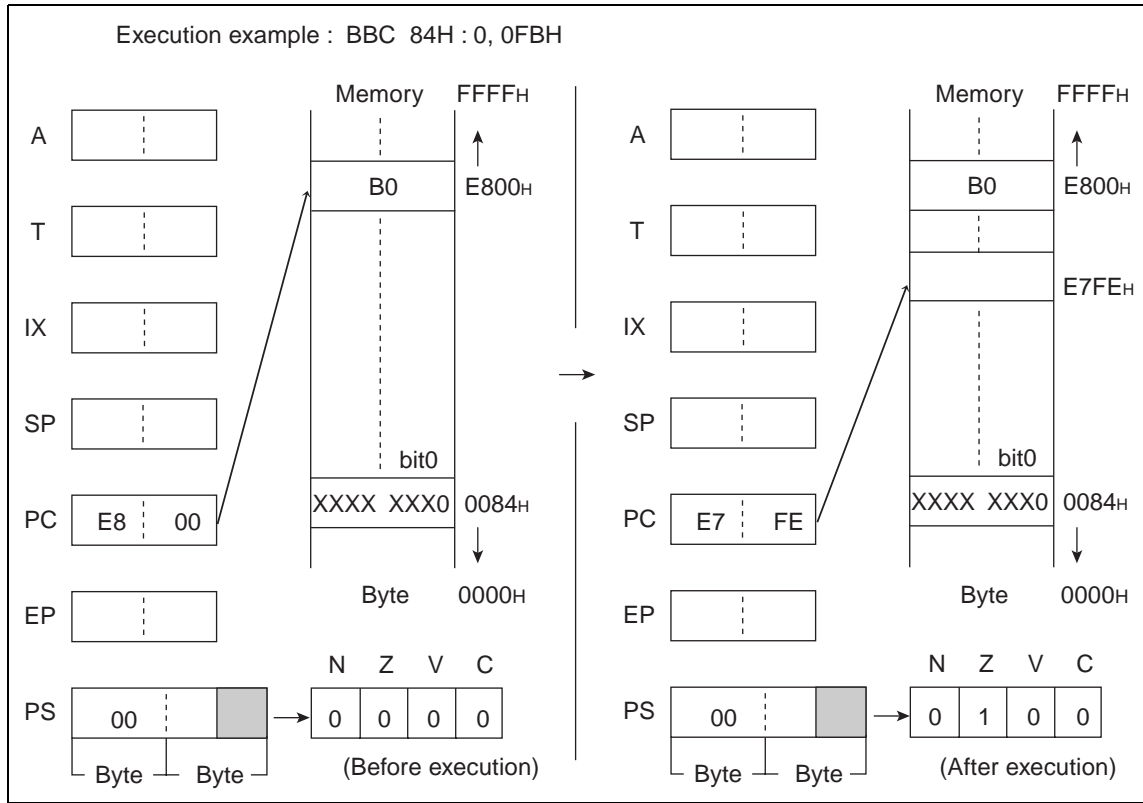 Execution example : BBC 84H : 0, 0FBH
Memory FFFFH
A
B0 E800H
T
IX
SP
bit0
PC E8 00 XXXX XXX0 0084H
Byte 0000H
EP
N Z V C
PS 00 0 0 0 0
Byte Byte (Before execution)
Memory FFFFH
A
B0 E800H
T
E7FEH
IX
SP
bit0
PC E7 FE XXXX XXX0 0084H
Byte 0000H
EP
N Z V C
PS 00 0 1 0 0
Byte Byte (After execution)